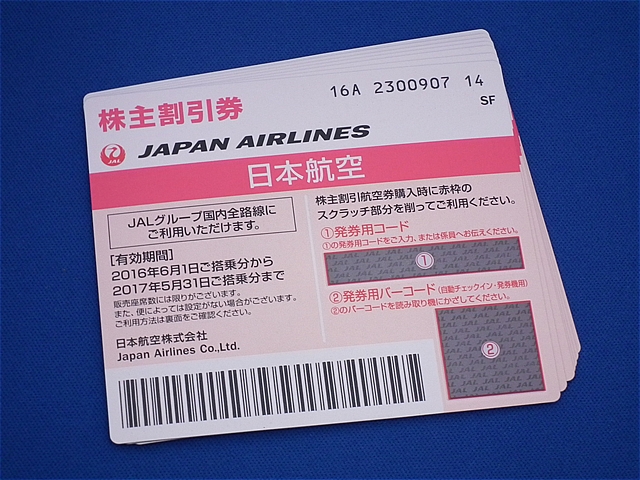 16A 2300907 14
SF
株主割引券
JAL
JAPAN AIRLINES
日本航空
JALグループ国内全路線に
ご利用いただけます。
[有効期間]
2016年6月1日ご搭乗分から
2017年5月31日ご搭乗分まで
販売座席数には限りがございます。
また、便によっては設定がない場合がございます。
ご利用方法は裏面をご確認ください。
日本航空株式会社
Japan Airlines Co.,Ltd.
株主割引航空券購入時に赤枠の
スクラッチ部分を削ってご利用ください。
①発券用コード
①の発券用コードをご入力、または係員へお伝えください。
①
②発券用バーコード(自動チェックイン・発券機用)
②のバーコードを読み取り機にかざしてください。
②